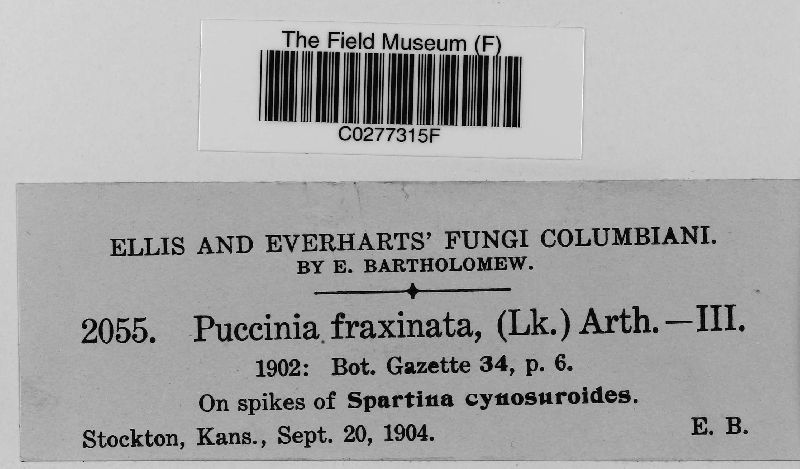 The Field Museum (F)
C0277315F
ELLIS AND EVERHARTS' FUNGI COLUMBIANI.
BY E. BARTHOLOMEW.
2055. Puccinia fraxinata, (Lk.) Arth.—III.
1902: Bot. Gazette 34, p. 6.
On spikes of Spartina cynosuroides.
Stockton, Kans., Sept. 20, 1904. E. B.